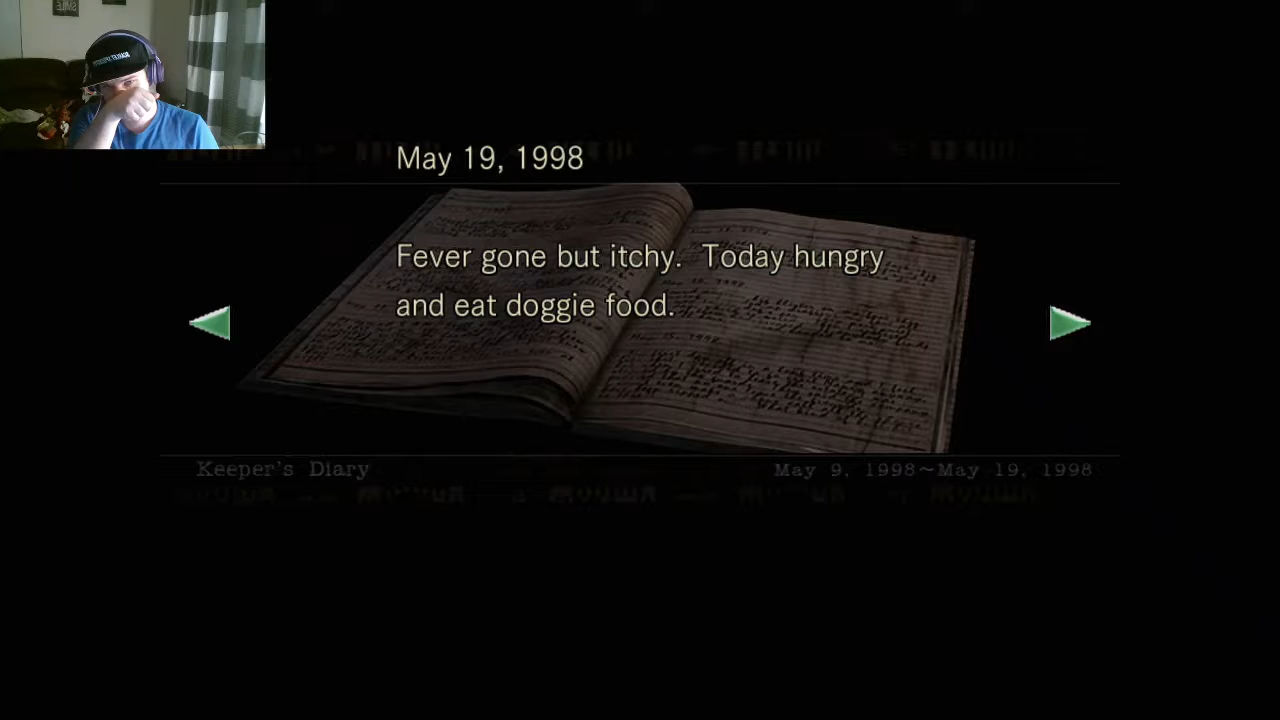 May 19, 1998
Fever gone but itchy. Today hungry
and eat doggie food.
Keeper's Diary
May 9, 1998~May 19, 1998